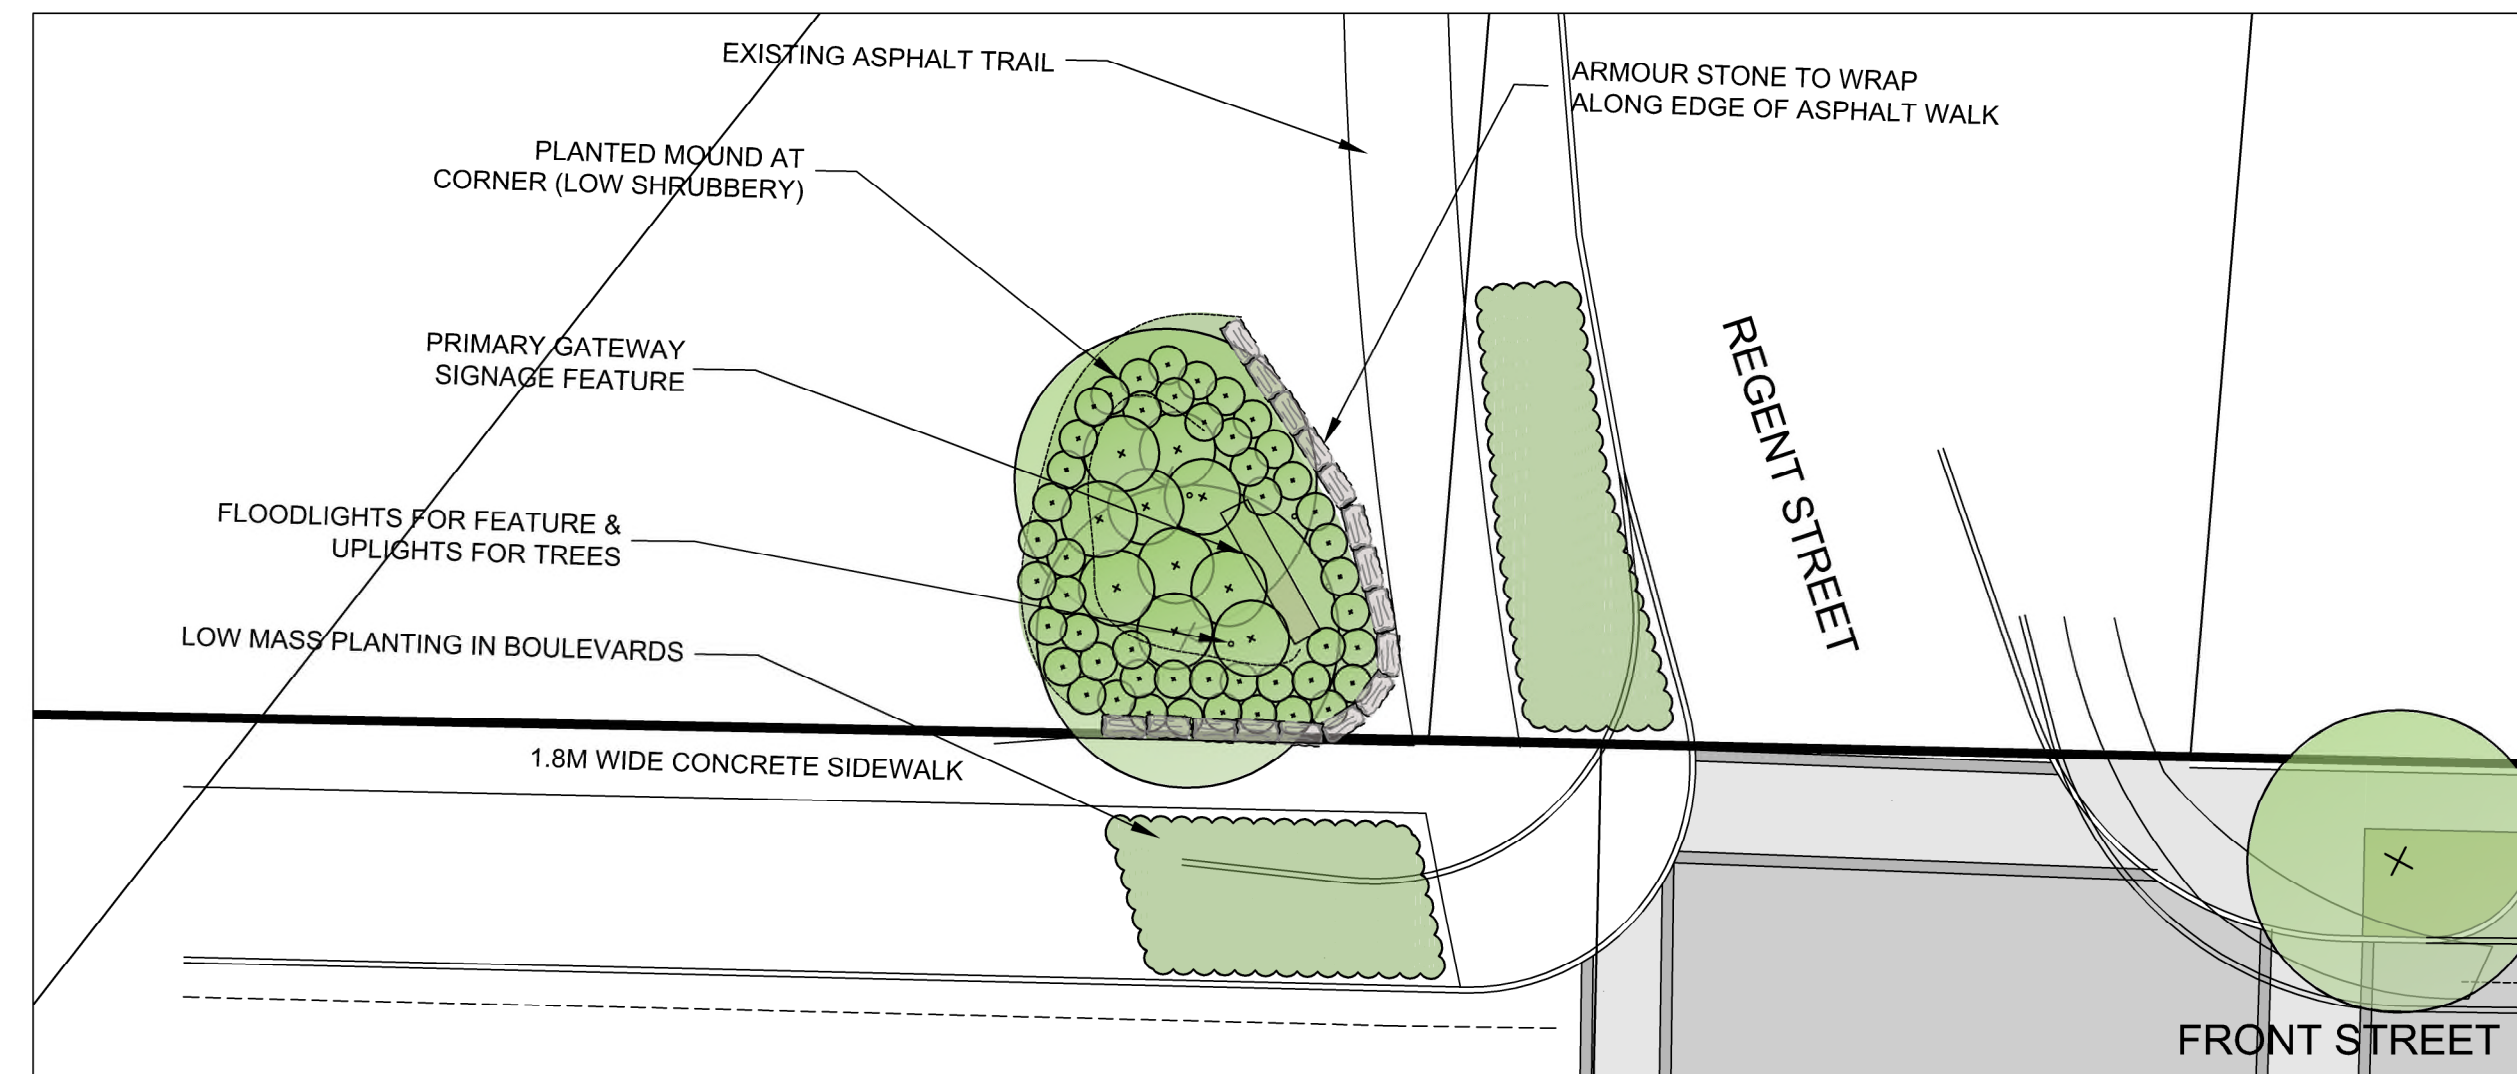 EXISTING ASPHALT TRAIL
ARMOUR STONE TO WRAP
ALONG EDGE OF ASPHALT WALK
PLANTED MOUND AT
CORNER (LOW SHRUBBERY)
PRIMARY GATEWAY
SIGNAGE FEATURE
FLOODLIGHTS FOR FEATURE &
UPLIGHTS FOR TREES
LOW MASS PLANTING IN BOULEVARDS
1.8M WIDE CONCRETE SIDEWALK
REGENT STREET
FRONT STREET